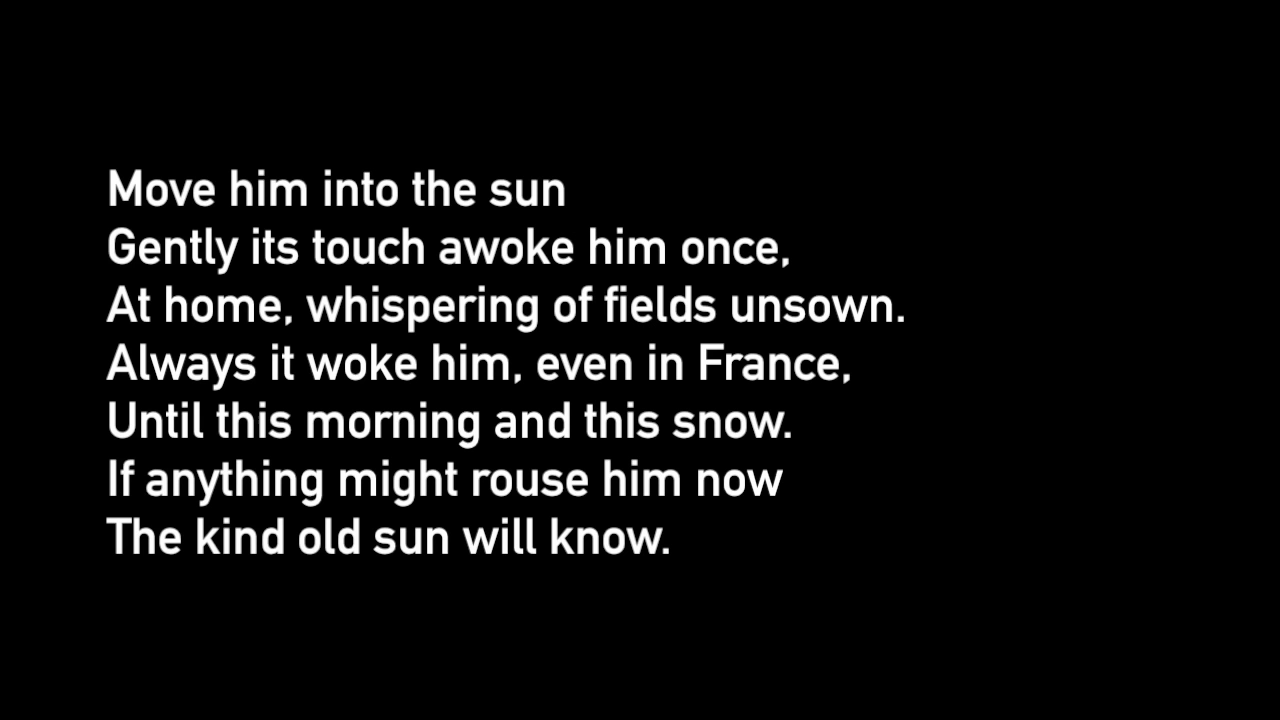 Move him into the sun
Gently its touch awoke him once,
At home, whispering of fields unsown.
Always it woke him, even in France,
Until this morning and this snow.
If anything might rouse him now
The kind old sun will know.